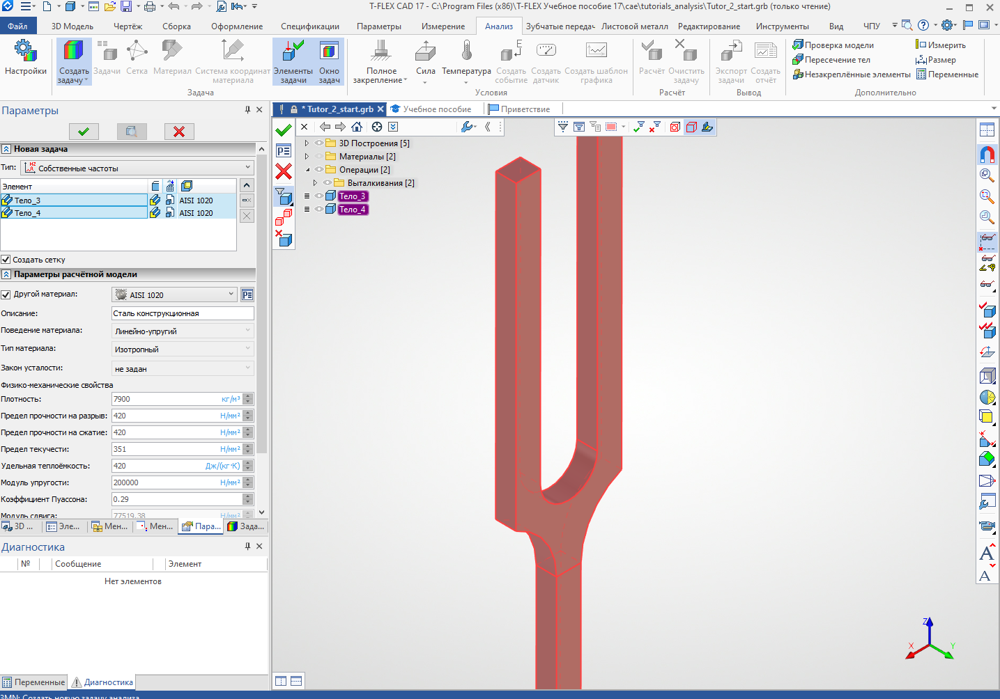 T-FLEX CAD 17 - C:\Program Files (x86)\T-FLEX Учебное пособие 17\cae\tutorials_analysis\Tutor_2_start.grb (только чтение)
Файл 3D Модель Чертёж Сборка Оформление Спецификации Параметры Измерение Анализ Зубчатые передач Листовой металл Редактирование Инструменты Вид ЧПУ
Настройки
Создать задачу
Задачи
Сетка
Материал
Система координат материала
Элементы задачи
Окно задач
Полное закрепление
Сила
Температура
Создать событие
Создать датчик
Создать шаблон графика
Расчёт
Очистить задачу
Экспорт задачи
Создать отчёт
Проверка модели
Пересечение тел
Незакреплённые элементы
Измерить
Размер
Переменные
Задача Условия Расчёт Вывод Дополнительно
Параметры
* Tutor_2_start.grb
Учебное пособие
Приветствие
Новая задача
Тип: Собственные частоты
Элемент
Тело_3 AISI 1020
Тело_4 AISI 1020
Создать сетку
Параметры расчётной модели
Другой материал: AISI 1020
Описание: Сталь конструкционная
Поведение материала: Линейно-упругий
Тип материала: Изотропный
Закон усталости: не задан
Физико-механические свойства
Плотность: 7900 кг/м³
Предел прочности на разрыв: 420 Н/мм²
Предел прочности на сжатие: 420 Н/мм²
Предел текучести: 351 Н/мм²
Удельная теплоёмкость: 420 Дж/(кг·К)
Модуль упругости: 200000 Н/мм²
Коэффициент Пуассона: 0.29
Модуль сдвига: 77519.38 Н/мм²
3D ... Эле... Мен... Мен... Пара... Зада...
Диагностика
№ Сообщение Элемент
Нет элементов
Переменные Диагностика
3MN: Создать новую задачу анализа
3D Построения [5]
Материалы [2]
Операции [2]
Выталкивания [2]
Тело_3
Тело_4
Z
X
Y